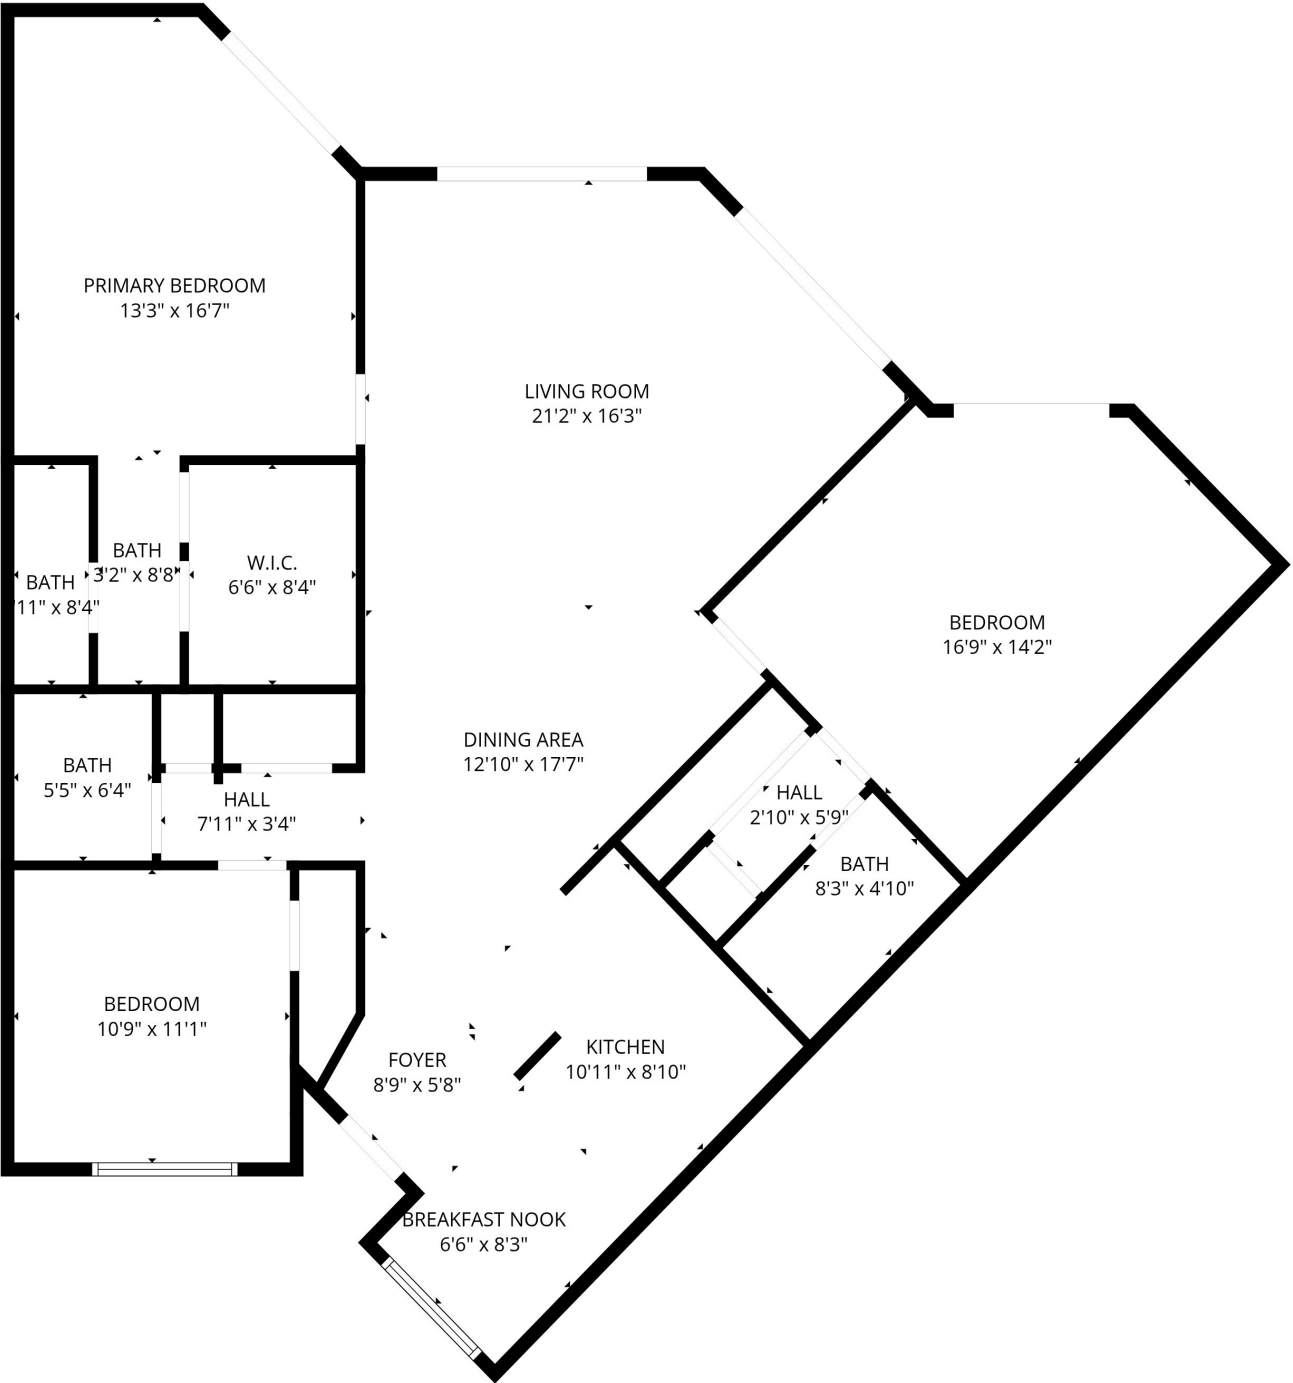 PRIMARY BEDROOM
13'3" x 16'7"
LIVING ROOM
21'2" x 16'3"
BATH
3'2" x 8'8"
W.I.C.
6'6" x 8'4"
BATH
'11" x 8'4"
BEDROOM
16'9" x 14'2"
DINING AREA
12'10" x 17'7"
BATH
5'5" x 6'4"
HALL
7'11" x 3'4"
HALL
2'10" x 5'9"
BATH
8'3" x 4'10"
BEDROOM
10'9" x 11'1"
FOYER
8'9" x 5'8"
KITCHEN
10'11" x 8'10"
BREAKFAST NOOK
6'6" x 8'3"